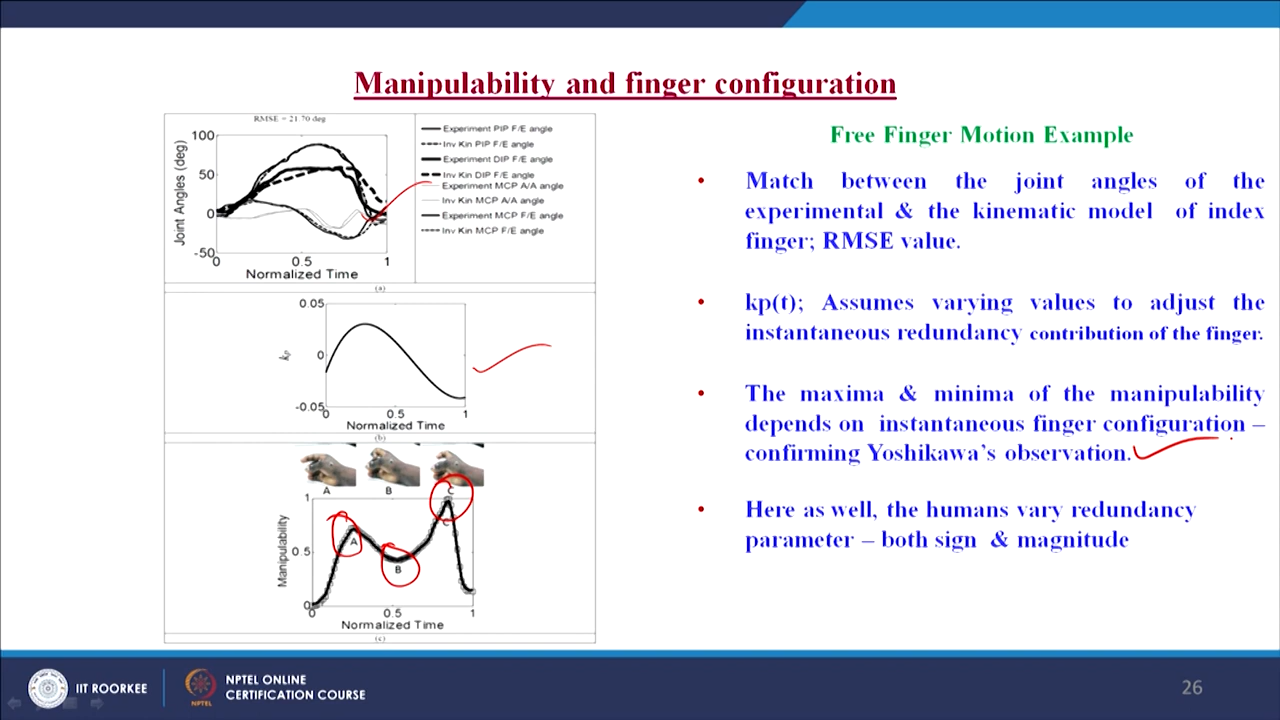 Manipulability and finger configuration
RMSE = 21.70 deg
100
50
0
-50
Joint Angles (deg)
0
0.5
1
Normalized Time
Experiment PIP F/E angle
Inv Kin PIP F/E angle
Experiment DIP F/E angle
Inv Kin DIP F/E angle
Experiment MCP A/A angle
Inv Kin MCP A/A angle
Experiment MCP F/E angle
Inv Kin MCP F/E angle
(a)
0.05
0
-0.05
kp
0
0.5
1
Normalized Time
(b)
A
B
C
1
0.5
0
Manipulability
A
B
C
0
0.5
1
Normalized Time
(c)
Free Finger Motion Example
• Match between the joint angles of the
experimental & the kinematic model of index
finger; RMSE value.
• kp(t); Assumes varying values to adjust the
instantaneous redundancy contribution of the finger.
• The maxima & minima of the manipulability
depends on instantaneous finger configuration –
confirming Yoshikawa's observation.
• Here as well, the humans vary redundancy
parameter – both sign & magnitude
IIT ROORKEE
NPTEL
NPTEL ONLINE
CERTIFICATION COURSE
26